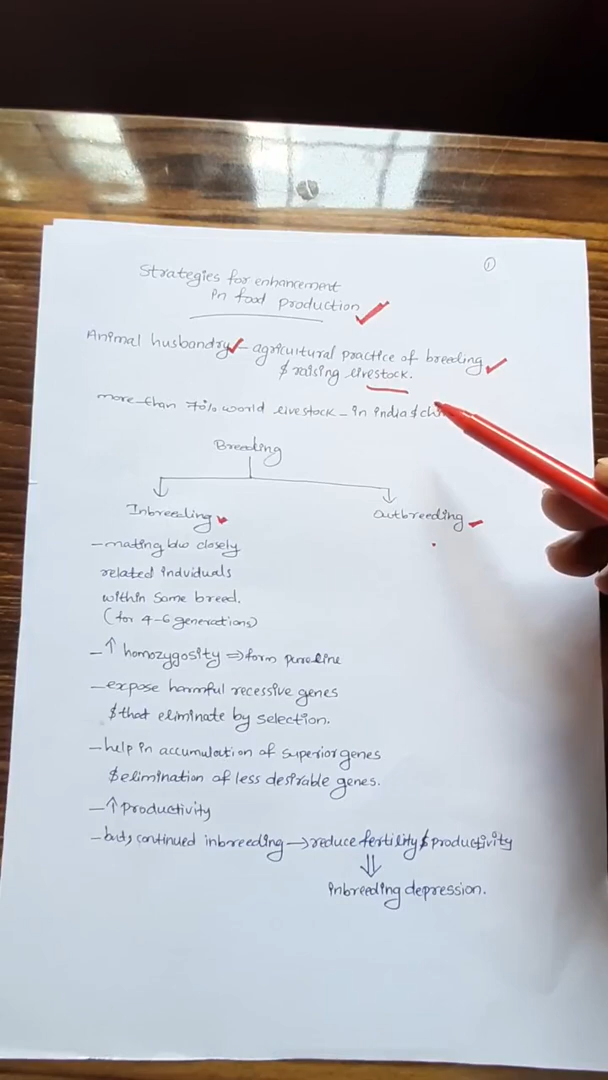 ①
Strategies for enhancement
in food production
Animal husbandry - agricultural practice of breeding
& raising livestock.
more than 70% world livestock - in india &
Breeding
Inbreeding
outbreeding
- mating b/w closely
related indviduals
within same breed.
(for 4-6 generations)
- ↑ homozygosity ⇒ form pureline
- expose harmful recessive genes
& that eliminate by selection.
- help in accumulation of superior genes
& elimination of less desirable genes.
- ↑ productivity
- but, continued inbreeding → reduce fertility & productivity
⇓
inbreeding depression.